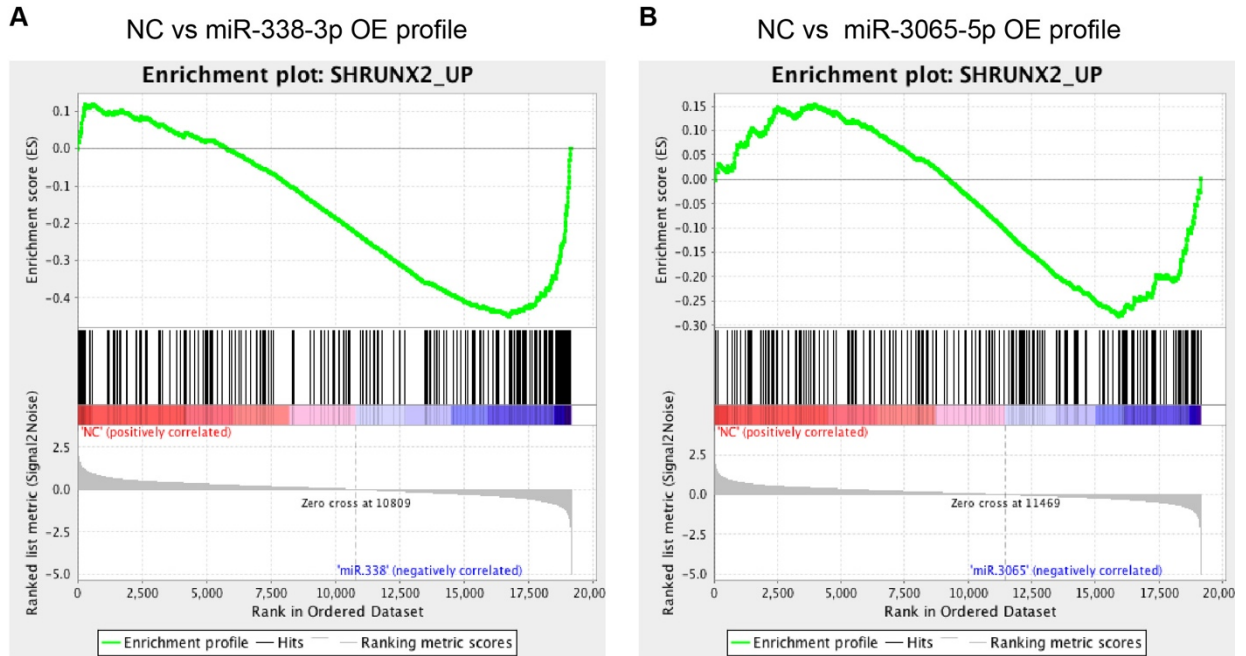 A
NC vs miR-338-3p OE profile
Enrichment plot: SHRUNX2_UP
Enrichment score (ES)
0.1
0.0
-0.1
-0.2
-0.3
-0.4
'NC' (positively correlated)
Ranked list metric (Signal2Noise)
2.5
0.0
-2.5
-5.0
Zero cross at 10809
'miR.338' (negatively correlated)
0 2,500 5,000 7,500 10,000 12,500 15,000 17,500 20,00
Rank in Ordered Dataset
Enrichment profile Hits Ranking metric scores
B
NC vs miR-3065-5p OE profile
Enrichment plot: SHRUNX2_UP
Enrichment score (ES)
0.15
0.10
0.05
0.00
-0.05
-0.10
-0.15
-0.20
-0.25
-0.30
'NC' (positively correlated)
Ranked list metric (Signal2Noise)
2.5
0.0
-2.5
-5.0
Zero cross at 11469
'miR.3065' (negatively correlated)
0 2,500 5,000 7,500 10,000 12,500 15,000 17,500 20,00
Rank in Ordered Dataset
Enrichment profile Hits Ranking metric scores